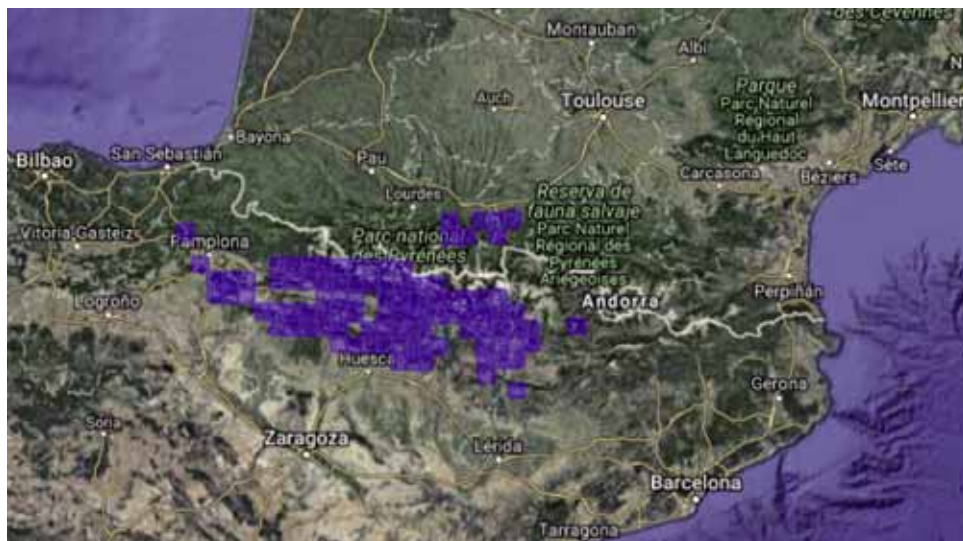 des Cévennes
Montauban
Albi
Auch
Toulouse
Parque
Parc Naturel
Régional
du Haut
Languedoc
Montpellier
N
Bayona
Bilbao
San Sebastián
Pau
Carcasona
Béziers
Sète
Lourdes
Reserva de
fauna salvaje
Parc Naturel
Régional des
Pyrénées
Ariégeoises
Vitoria-Gasteiz
Pamplona
Parc national
des Pyrénées
Logroño
Andorra
Perpiñán
Huesca
Gerona
Soria
Zaragoza
Lérida
Barcelona
Tarragona